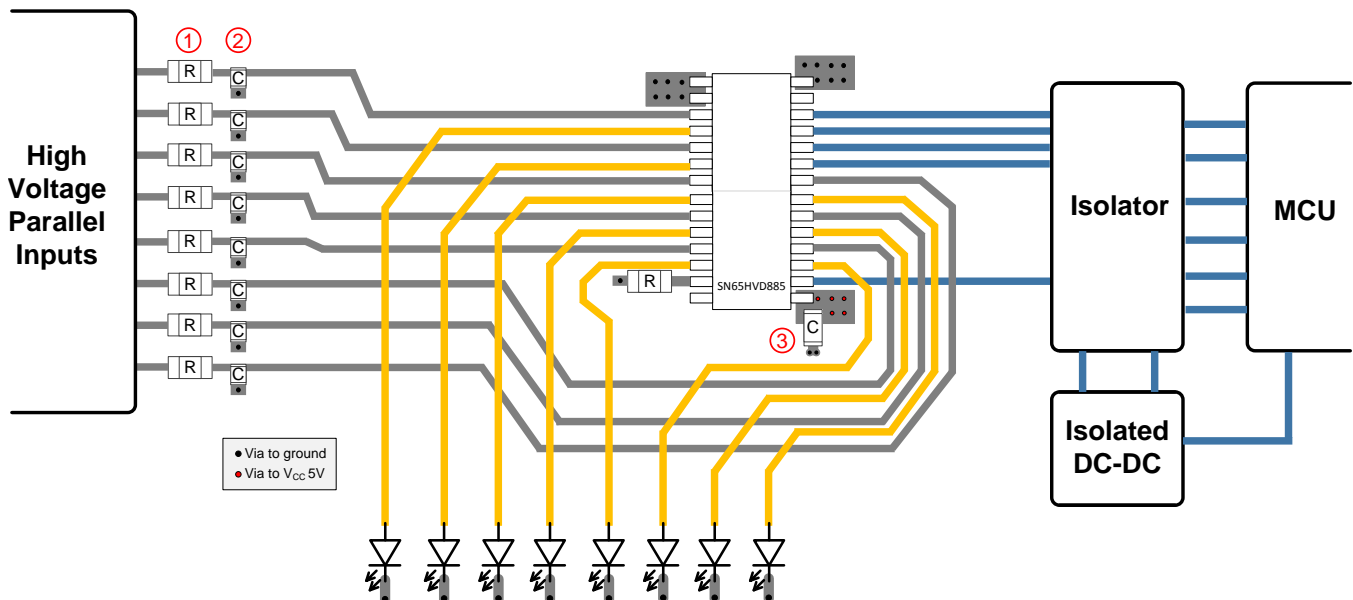 ① ②
R C
R C
R C
R C
R C
R C
R C
R C
High
Voltage
Parallel
Inputs
R
SN65HVD885
③
C
Isolator
MCU
Isolated
DC-DC
Via to ground
Via to VCC 5V